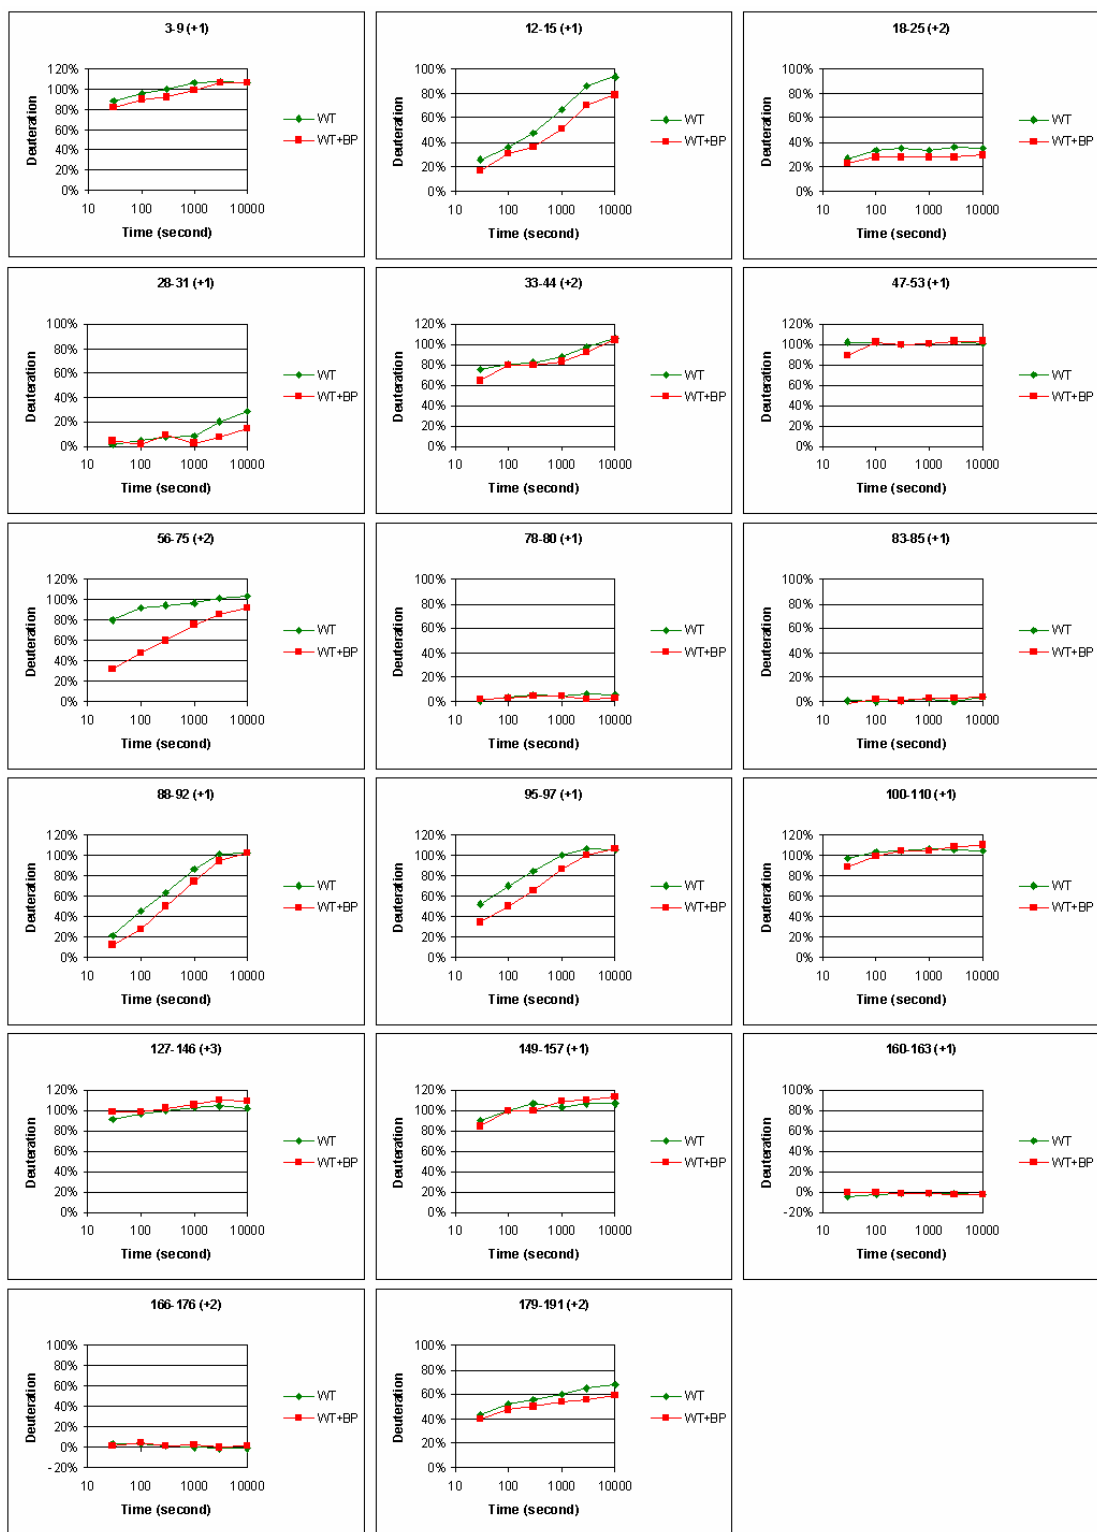 3-9 (+1)
120%
100%
80%
60%
40%
20%
0%
Deuteration
10 100 1000 10000
Time (second)
WT
WT+BP
12-15 (+1)
100%
80%
60%
40%
20%
0%
Deuteration
10 100 1000 10000
Time (second)
WT
WT+BP
18-25 (+2)
100%
80%
60%
40%
20%
0%
Deuteration
10 100 1000 10000
Time (second)
WT
WT+BP
28-31 (+1)
100%
80%
60%
40%
20%
0%
Deuteration
10 100 1000 10000
Time (second)
WT
WT+BP
33-44 (+2)
120%
100%
80%
60%
40%
20%
0%
Deuteration
10 100 1000 10000
Time (second)
WT
WT+BP
47-53 (+1)
120%
100%
80%
60%
40%
20%
0%
Deuteration
10 100 1000 10000
Time (second)
WT
WT+BP
56-75 (+2)
120%
100%
80%
60%
40%
20%
0%
Deuteration
10 100 1000 10000
Time (second)
WT
WT+BP
78-80 (+1)
100%
80%
60%
40%
20%
0%
Deuteration
10 100 1000 10000
Time (second)
WT
WT+BP
83-85 (+1)
100%
80%
60%
40%
20%
0%
Deuteration
10 100 1000 10000
Time (second)
WT
WT+BP
88-92 (+1)
120%
100%
80%
60%
40%
20%
0%
Deuteration
10 100 1000 10000
Time (second)
WT
WT+BP
95-97 (+1)
120%
100%
80%
60%
40%
20%
0%
Deuteration
10 100 1000 10000
Time (second)
WT
WT+BP
100-110 (+1)
120%
100%
80%
60%
40%
20%
0%
Deuteration
10 100 1000 10000
Time (second)
WT
WT+BP
127-146 (+3)
120%
100%
80%
60%
40%
20%
0%
Deuteration
10 100 1000 10000
Time (second)
WT
WT+BP
149-157 (+1)
120%
100%
80%
60%
40%
20%
0%
Deuteration
10 100 1000 10000
Time (second)
WT
WT+BP
160-163 (+1)
100%
80%
60%
40%
20%
0%
-20%
Deuteration
10 100 1000 10000
Time (second)
WT
WT+BP
166-176 (+2)
100%
80%
60%
40%
20%
0%
-20%
Deuteration
10 100 1000 10000
Time (second)
WT
WT+BP
179-191 (+2)
100%
80%
60%
40%
20%
0%
Deuteration
10 100 1000 10000
Time (second)
WT
WT+BP